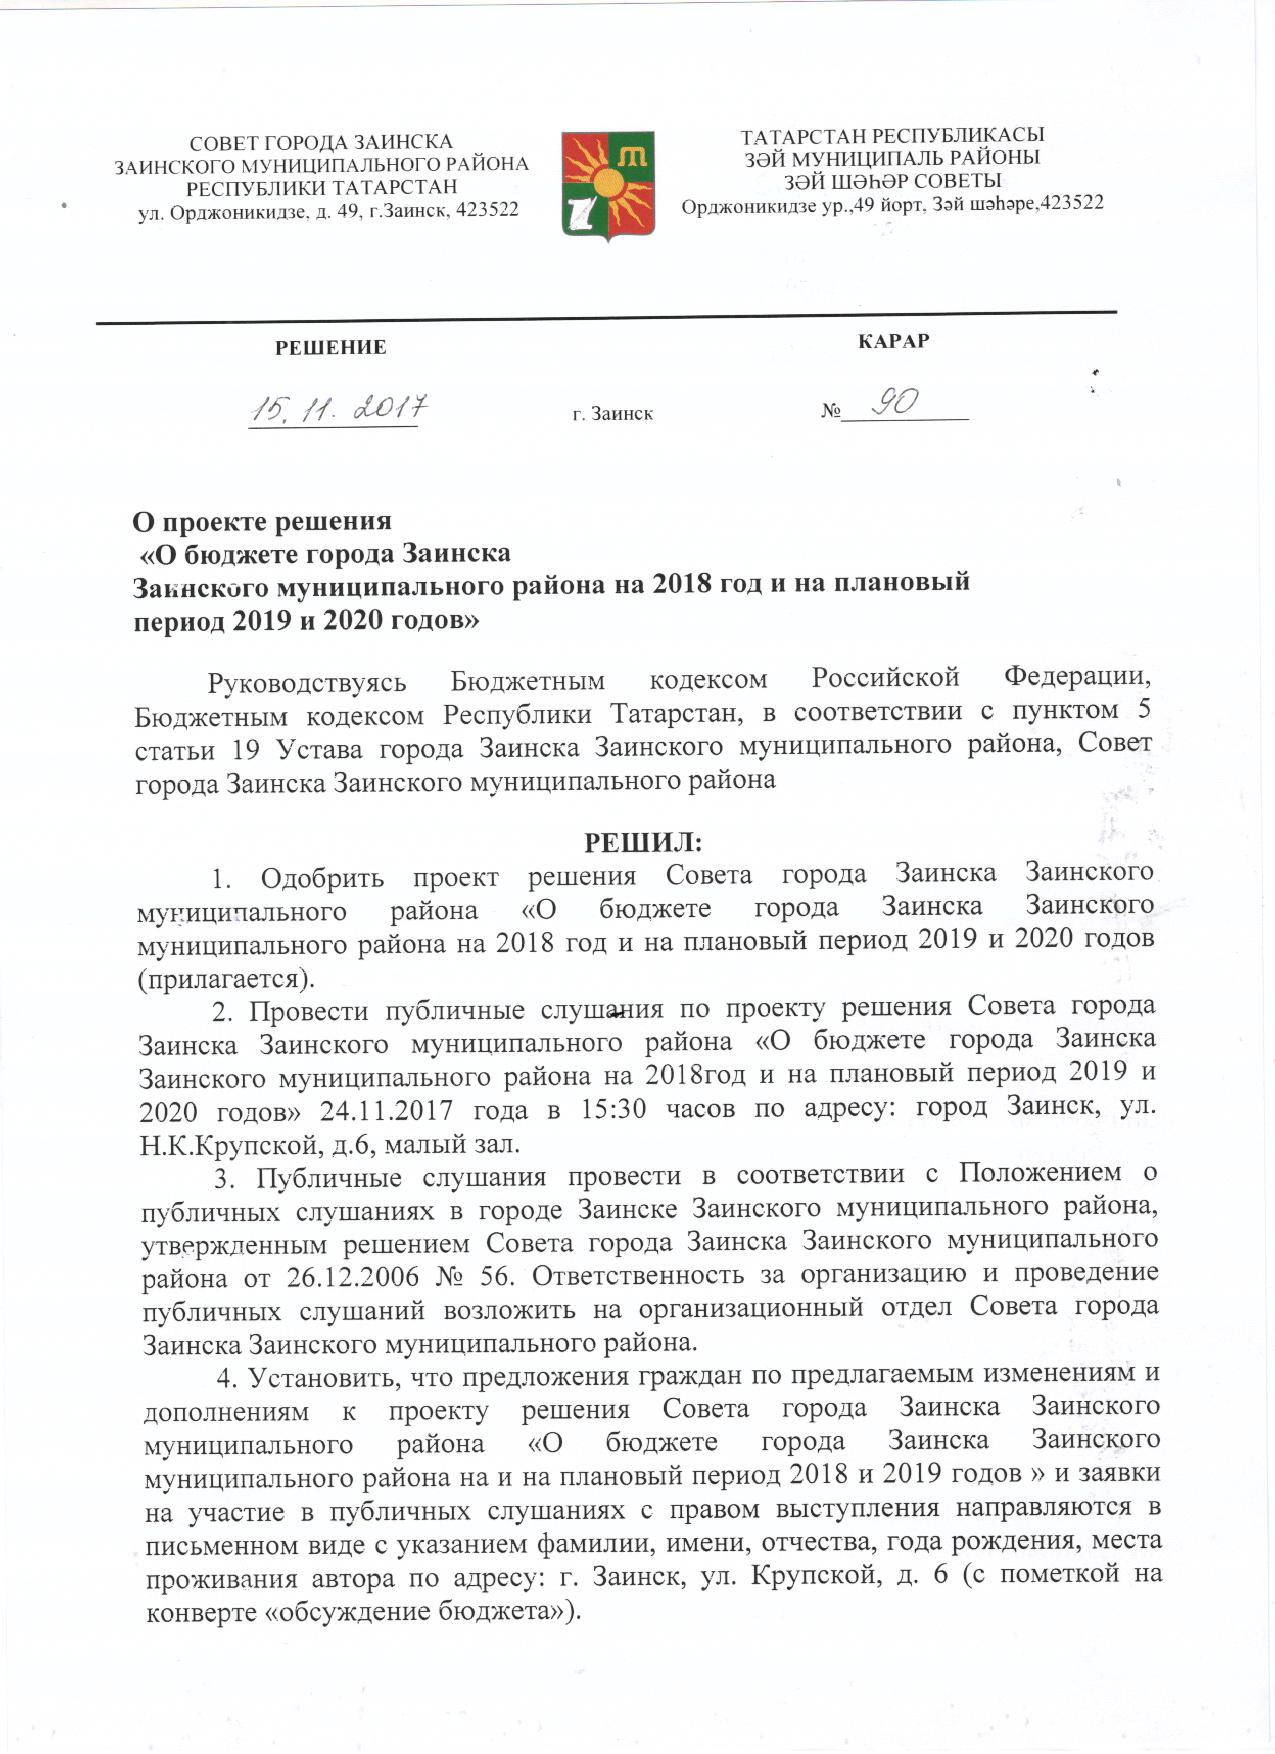 СОВЕТ ГОРОДА ЗАИНСКА
ЗАИНСКОГО МУНИЦИПАЛЬНОГО РАЙОНА
РЕСПУБЛИКИ ТАТАРСТАН
ул. Орджоникидзе, д. 49, г.Заинск, 423522
ТАТАРСТАН РЕСПУБЛИКАСЫ
ЗӘЙ МУНИЦИПАЛЬ РАЙОНЫ
ЗӘЙ ШӘҺӘР СОВЕТЫ
Орджоникидзе ур.,49 йорт, Зәй шәһәре,423522
РЕШЕНИЕ
КАРАР
15.11.2017
г. Заинск
№ 90
О проекте решения
«О бюджете города Заинска
Заинского муниципального района на 2018 год и на плановый
период 2019 и 2020 годов»
Руководствуясь Бюджетным кодексом Российской Федерации,
Бюджетным кодексом Республики Татарстан, в соответствии с пунктом 5
статьи 19 Устава города Заинска Заинского муниципального района, Совет
города Заинска Заинского муниципального района
РЕШИЛ:
1. Одобрить проект решения Совета города Заинска Заинского
муниципального района «О бюджете города Заинска Заинского
муниципального района на 2018 год и на плановый период 2019 и 2020 годов
(прилагается).
2. Провести публичные слушания по проекту решения Совета города
Заинска Заинского муниципального района «О бюджете города Заинска
Заинского муниципального района на 2018год и на плановый период 2019 и
2020 годов» 24.11.2017 года в 15:30 часов по адресу: город Заинск, ул.
Н.К.Крупской, д.6, малый зал.
3. Публичные слушания провести в соответствии с Положением о
публичных слушаниях в городе Заинске Заинского муниципального района,
утвержденным решением Совета города Заинска Заинского муниципального
района от 26.12.2006 № 56. Ответственность за организацию и проведение
публичных слушаний возложить на организационный отдел Совета города
Заинска Заинского муниципального района.
4. Установить, что предложения граждан по предлагаемым изменениям и
дополнениям к проекту решения Совета города Заинска Заинского
муниципального района «О бюджете города Заинска Заинского
муниципального района на и на плановый период 2018 и 2019 годов » и заявки
на участие в публичных слушаниях с правом выступления направляются в
письменном виде с указанием фамилии, имени, отчества, года рождения, места
проживания автора по адресу: г. Заинск, ул. Крупской, д. 6 (с пометкой на
конверте «обсуждение бюджета»).